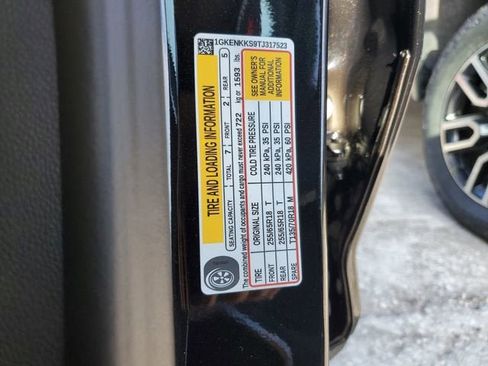 1GKENKKS9TJ317523
TIRE AND LOADING INFORMATION
SEATING CAPACITY TOTAL 7 FRONT 2 REAR 5
The combined weight of occupants and cargo must never exceed 722 kg or 1593 lbs.
TIRE ORIGINAL SIZE COLD TIRE PRESSURE
FRONT 255/65R18 T 240 kPa, 35 PSI
REAR 255/65R18 T 240 kPa, 35 PSI
SPARE T135/70R18 M 420 kPa, 60 PSI
SEE OWNER'S
MANUAL FOR
ADDITIONAL
INFORMATION